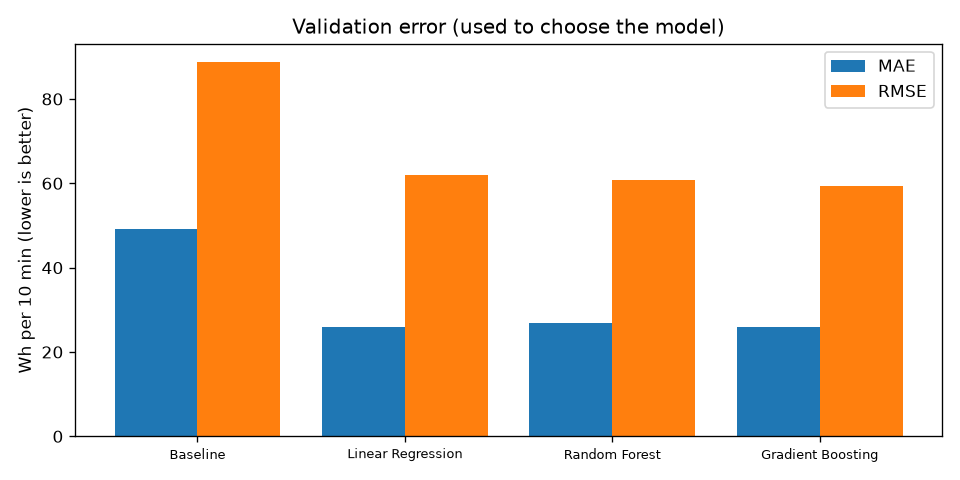 Validation error (used to choose the model)
MAE
RMSE
Wh per 10 min (lower is better)
80
60
40
20
0
Baseline
Linear Regression
Random Forest
Gradient Boosting